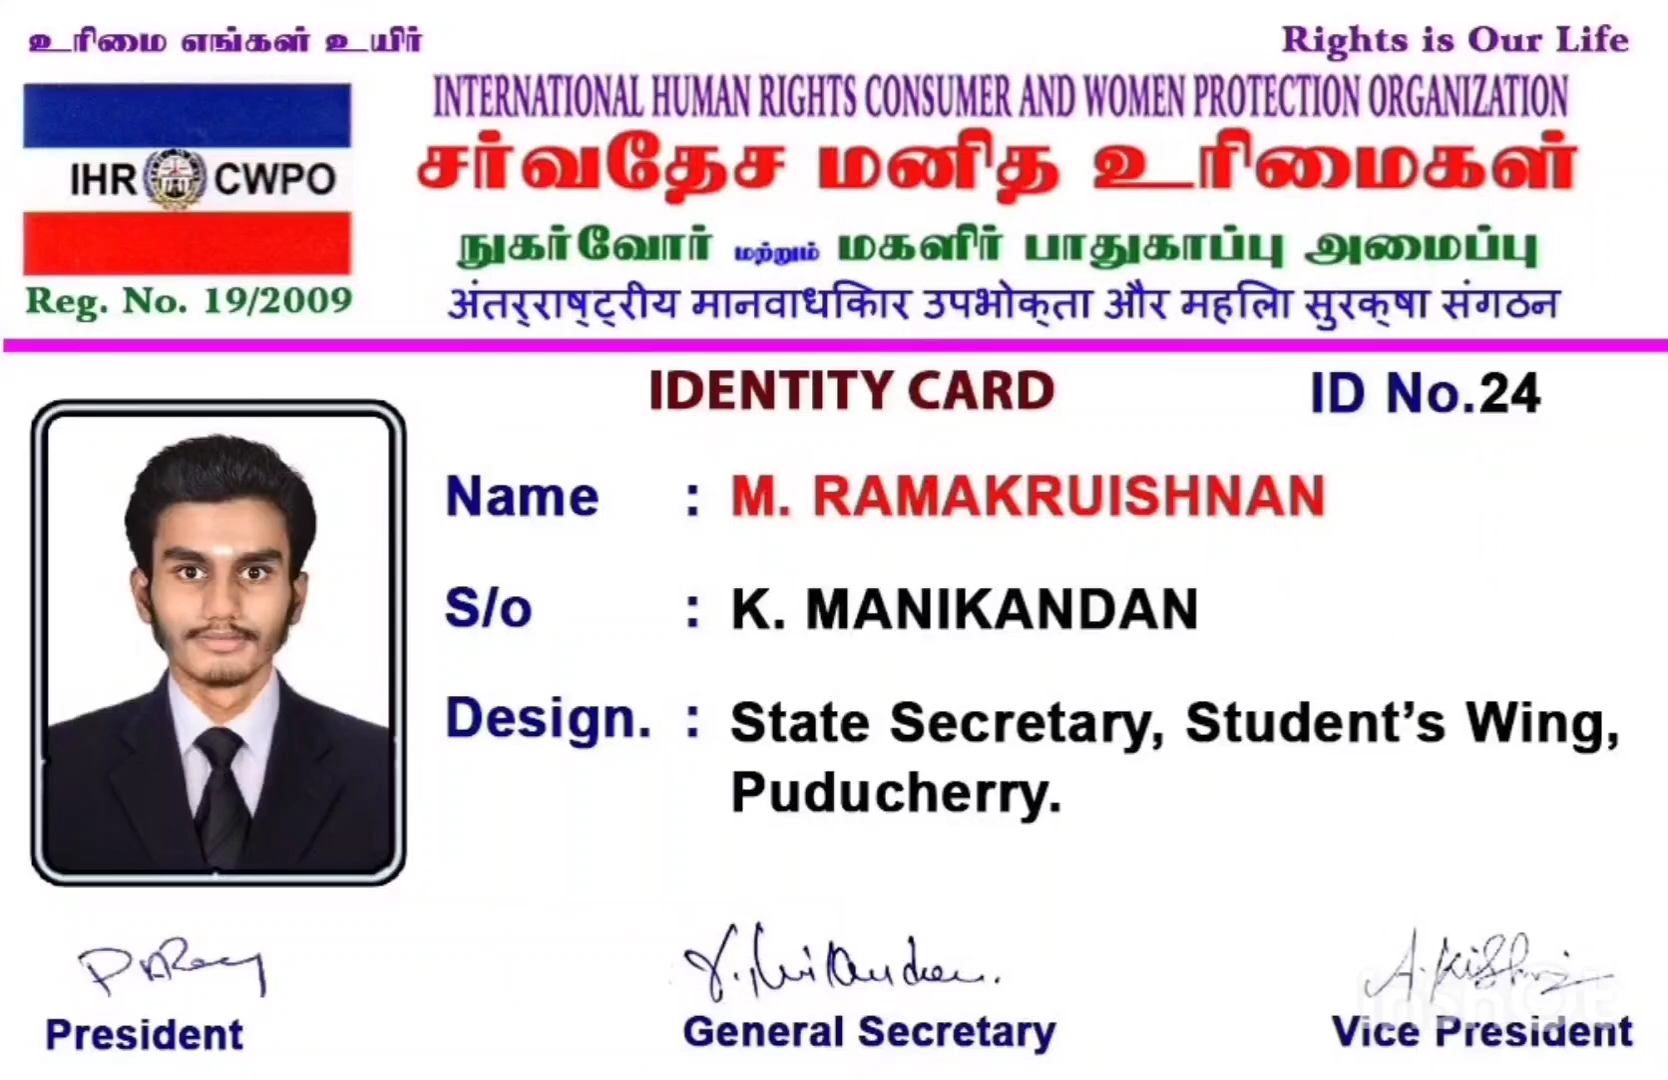 உரிமை எங்கள் உயிர்
Rights is Our Life
INTERNATIONAL HUMAN RIGHTS CONSUMER AND WOMEN PROTECTION ORGANIZATION
சர்வதேச மனித உரிமைகள்
IHR CWPO
நுகர்வோர் மற்றும் மகளிர் பாதுகாப்பு அமைப்பு
Reg. No. 19/2009
अंतर्राष्ट्रीय मानवाधिकार उपभोक्ता और महिला सुरक्षा संगठन
IDENTITY CARD
ID No.24
Name : M. RAMAKRUISHNAN
S/o : K. MANIKANDAN
Design. : State Secretary, Student’s Wing,
Puducherry.
President
General Secretary
Vice President
InShOt